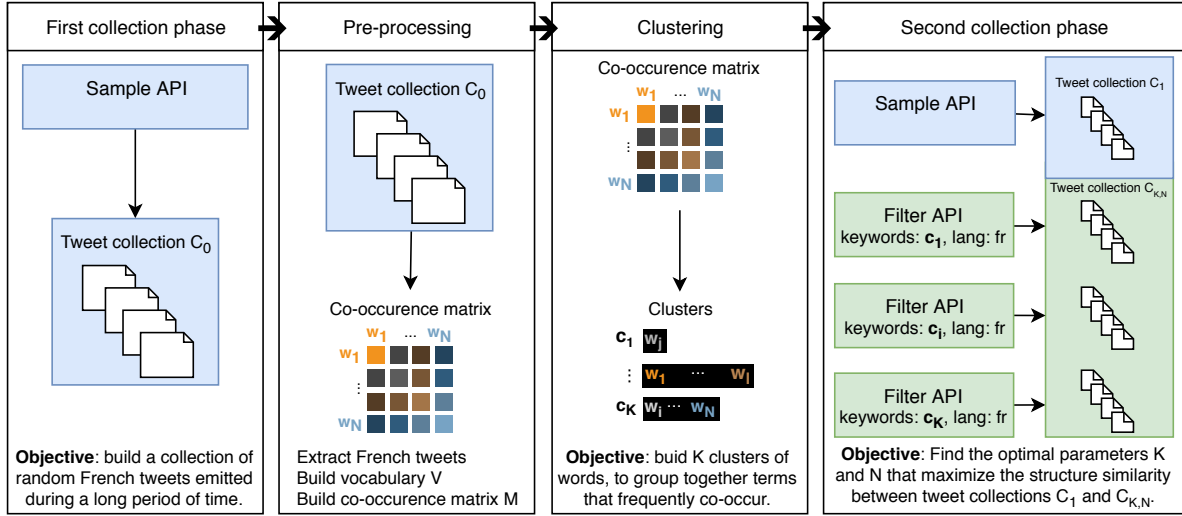 First collection phase
Sample API
Tweet collection C0
Objective: build a collection of
random French tweets emitted
during a long period of time.
Pre-processing
Tweet collection C0
Co-occurence matrix
w1 ... wN
w1
⋮
wN
Extract French tweets
Build vocabulary V
Build co-occurence matrix M
Clustering
Co-occurence matrix
w1 ... wN
w1
⋮
wN
Clusters
c1 wj
⋮ w1 ... wl
cK wi ... wN
Objective: buid K clusters of
words, to group together terms
that frequently co-occur.
Second collection phase
Sample API
Tweet collection C1
Tweet collection CK,N
Filter API
keywords: c1, lang: fr
Filter API
keywords: ci, lang: fr
Filter API
keywords: cK, lang: fr
Objective: Find the optimal parameters K
and N that maximize the structure similarity
between tweet collections C1 and CK,N.